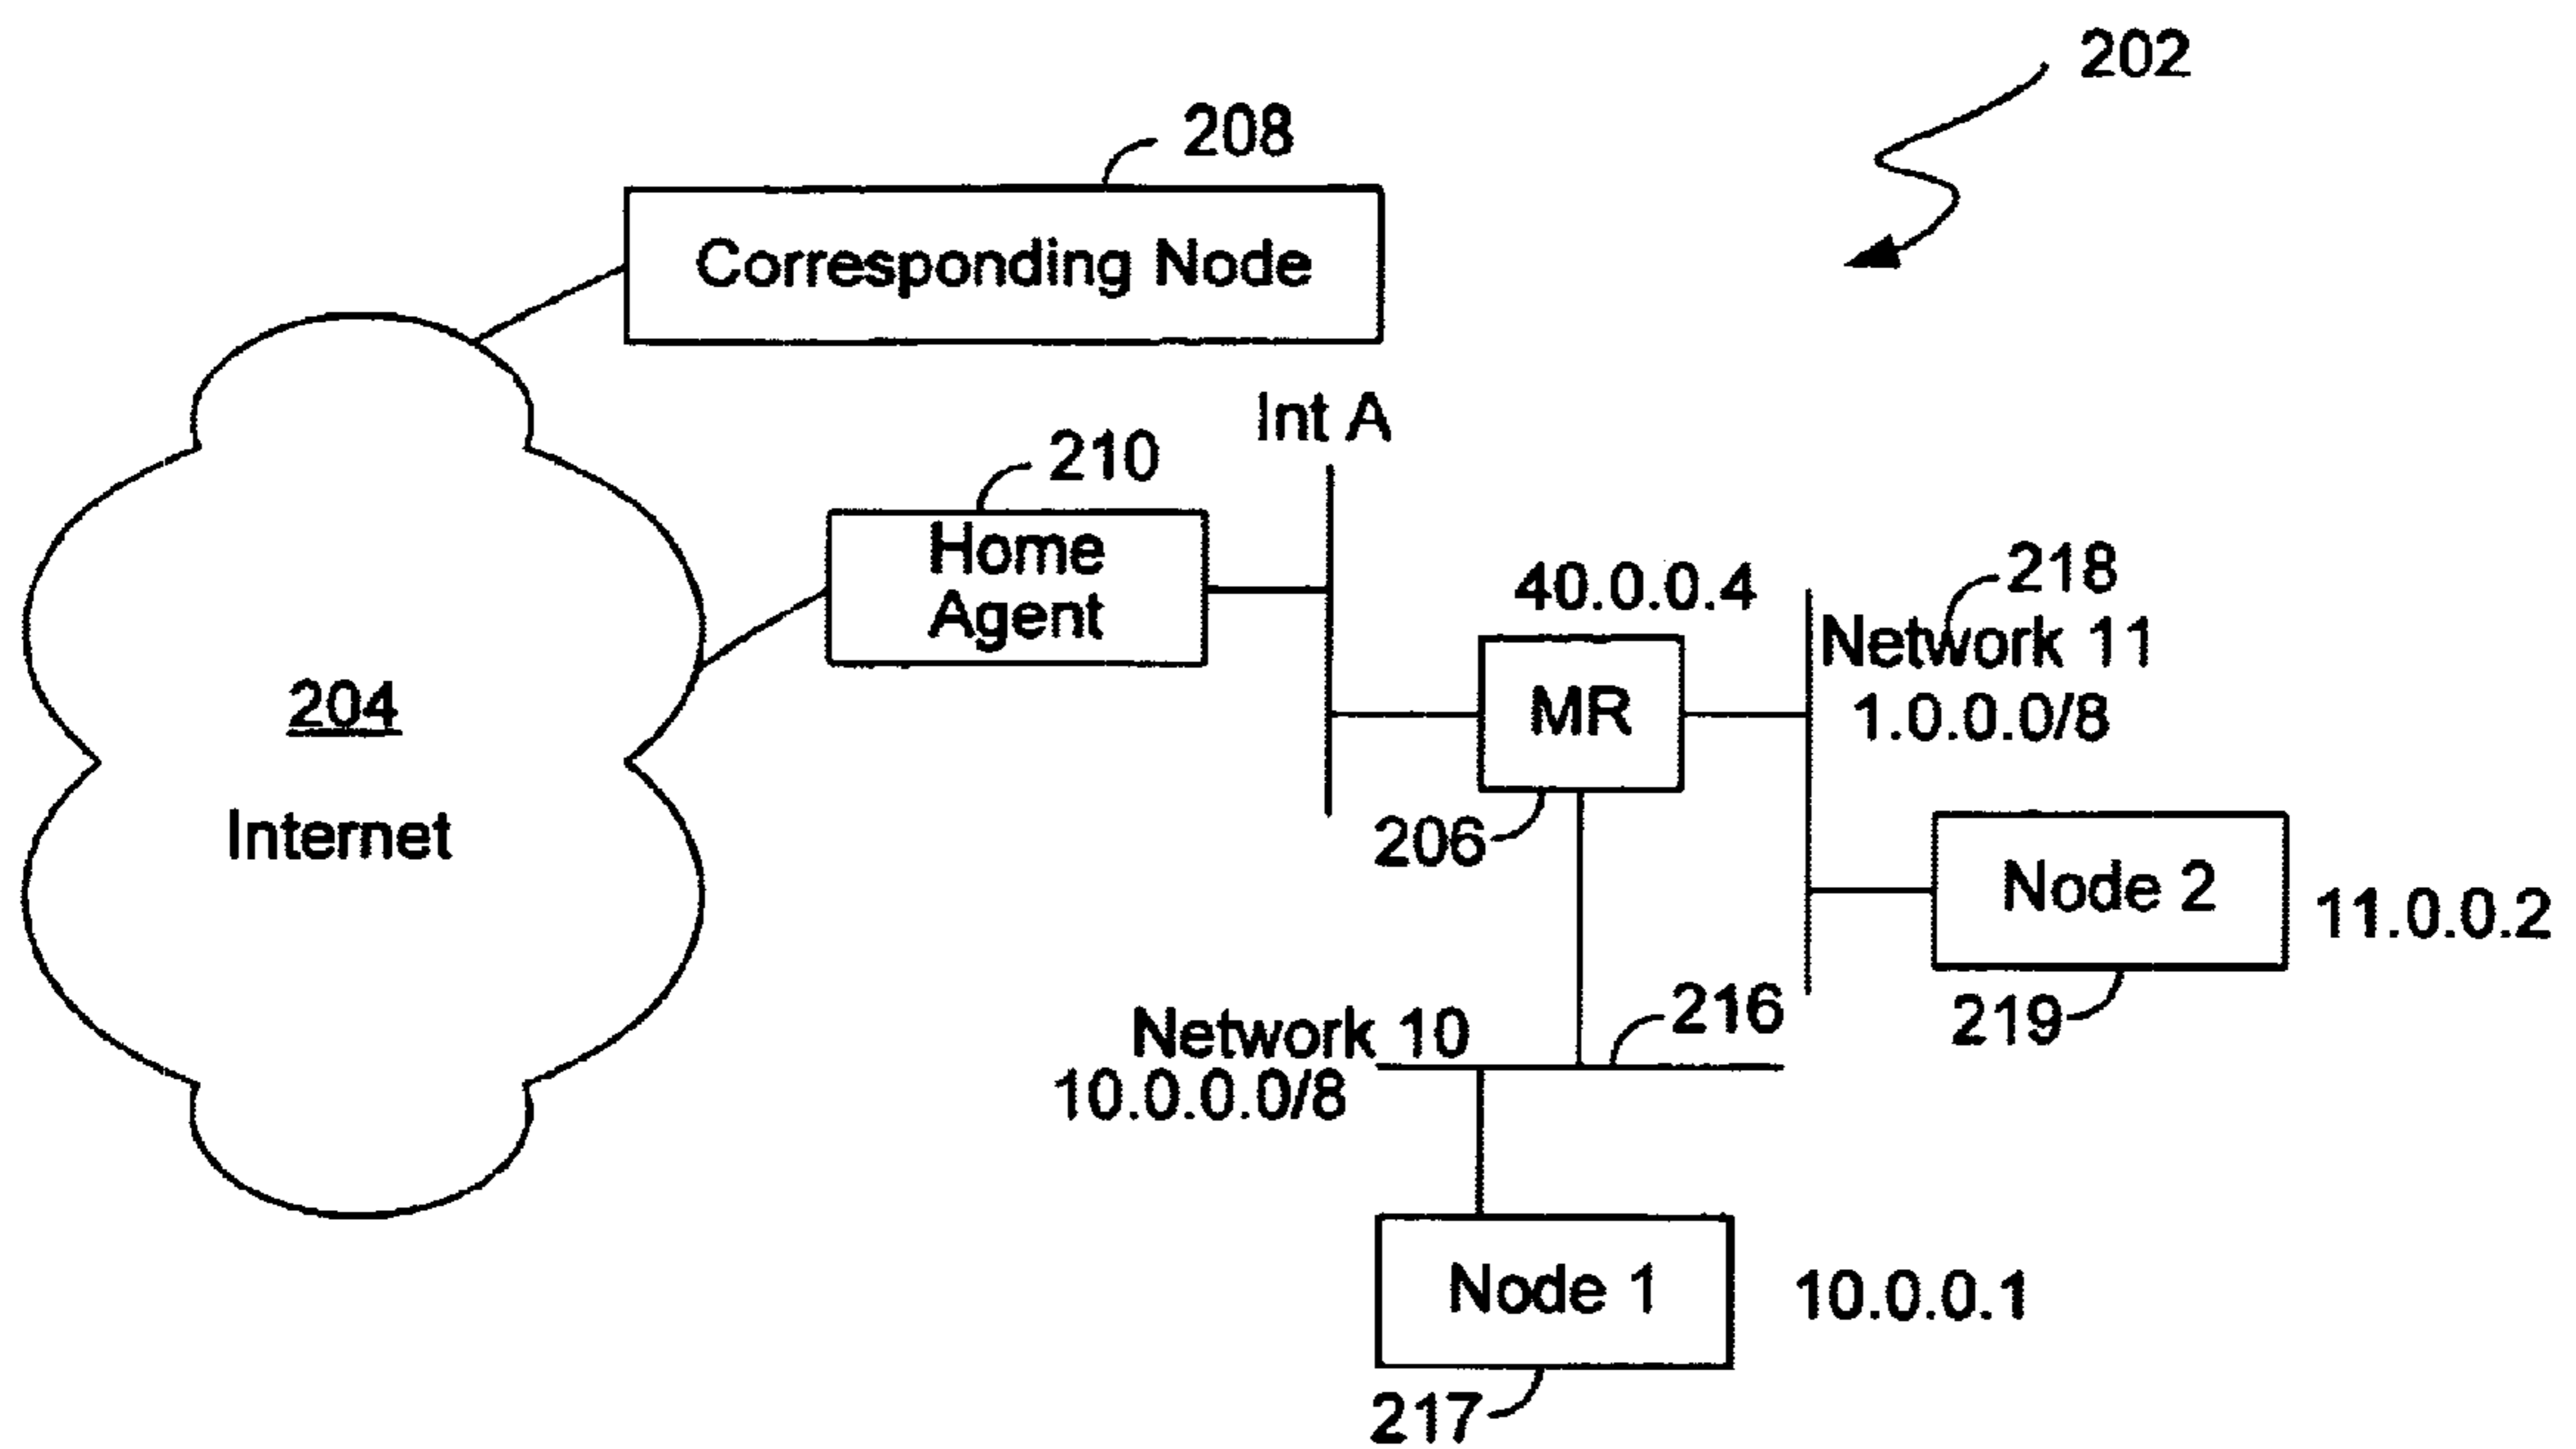 202
208
Corresponding Node
Int A
210
Home
Agent
40.0.0.4
218
Network 11
1.0.0.0/8
MR
204
Internet
206
Node 2
11.0.0.2
219
216
Network 10
10.0.0.0/8
Node 1
10.0.0.1
217